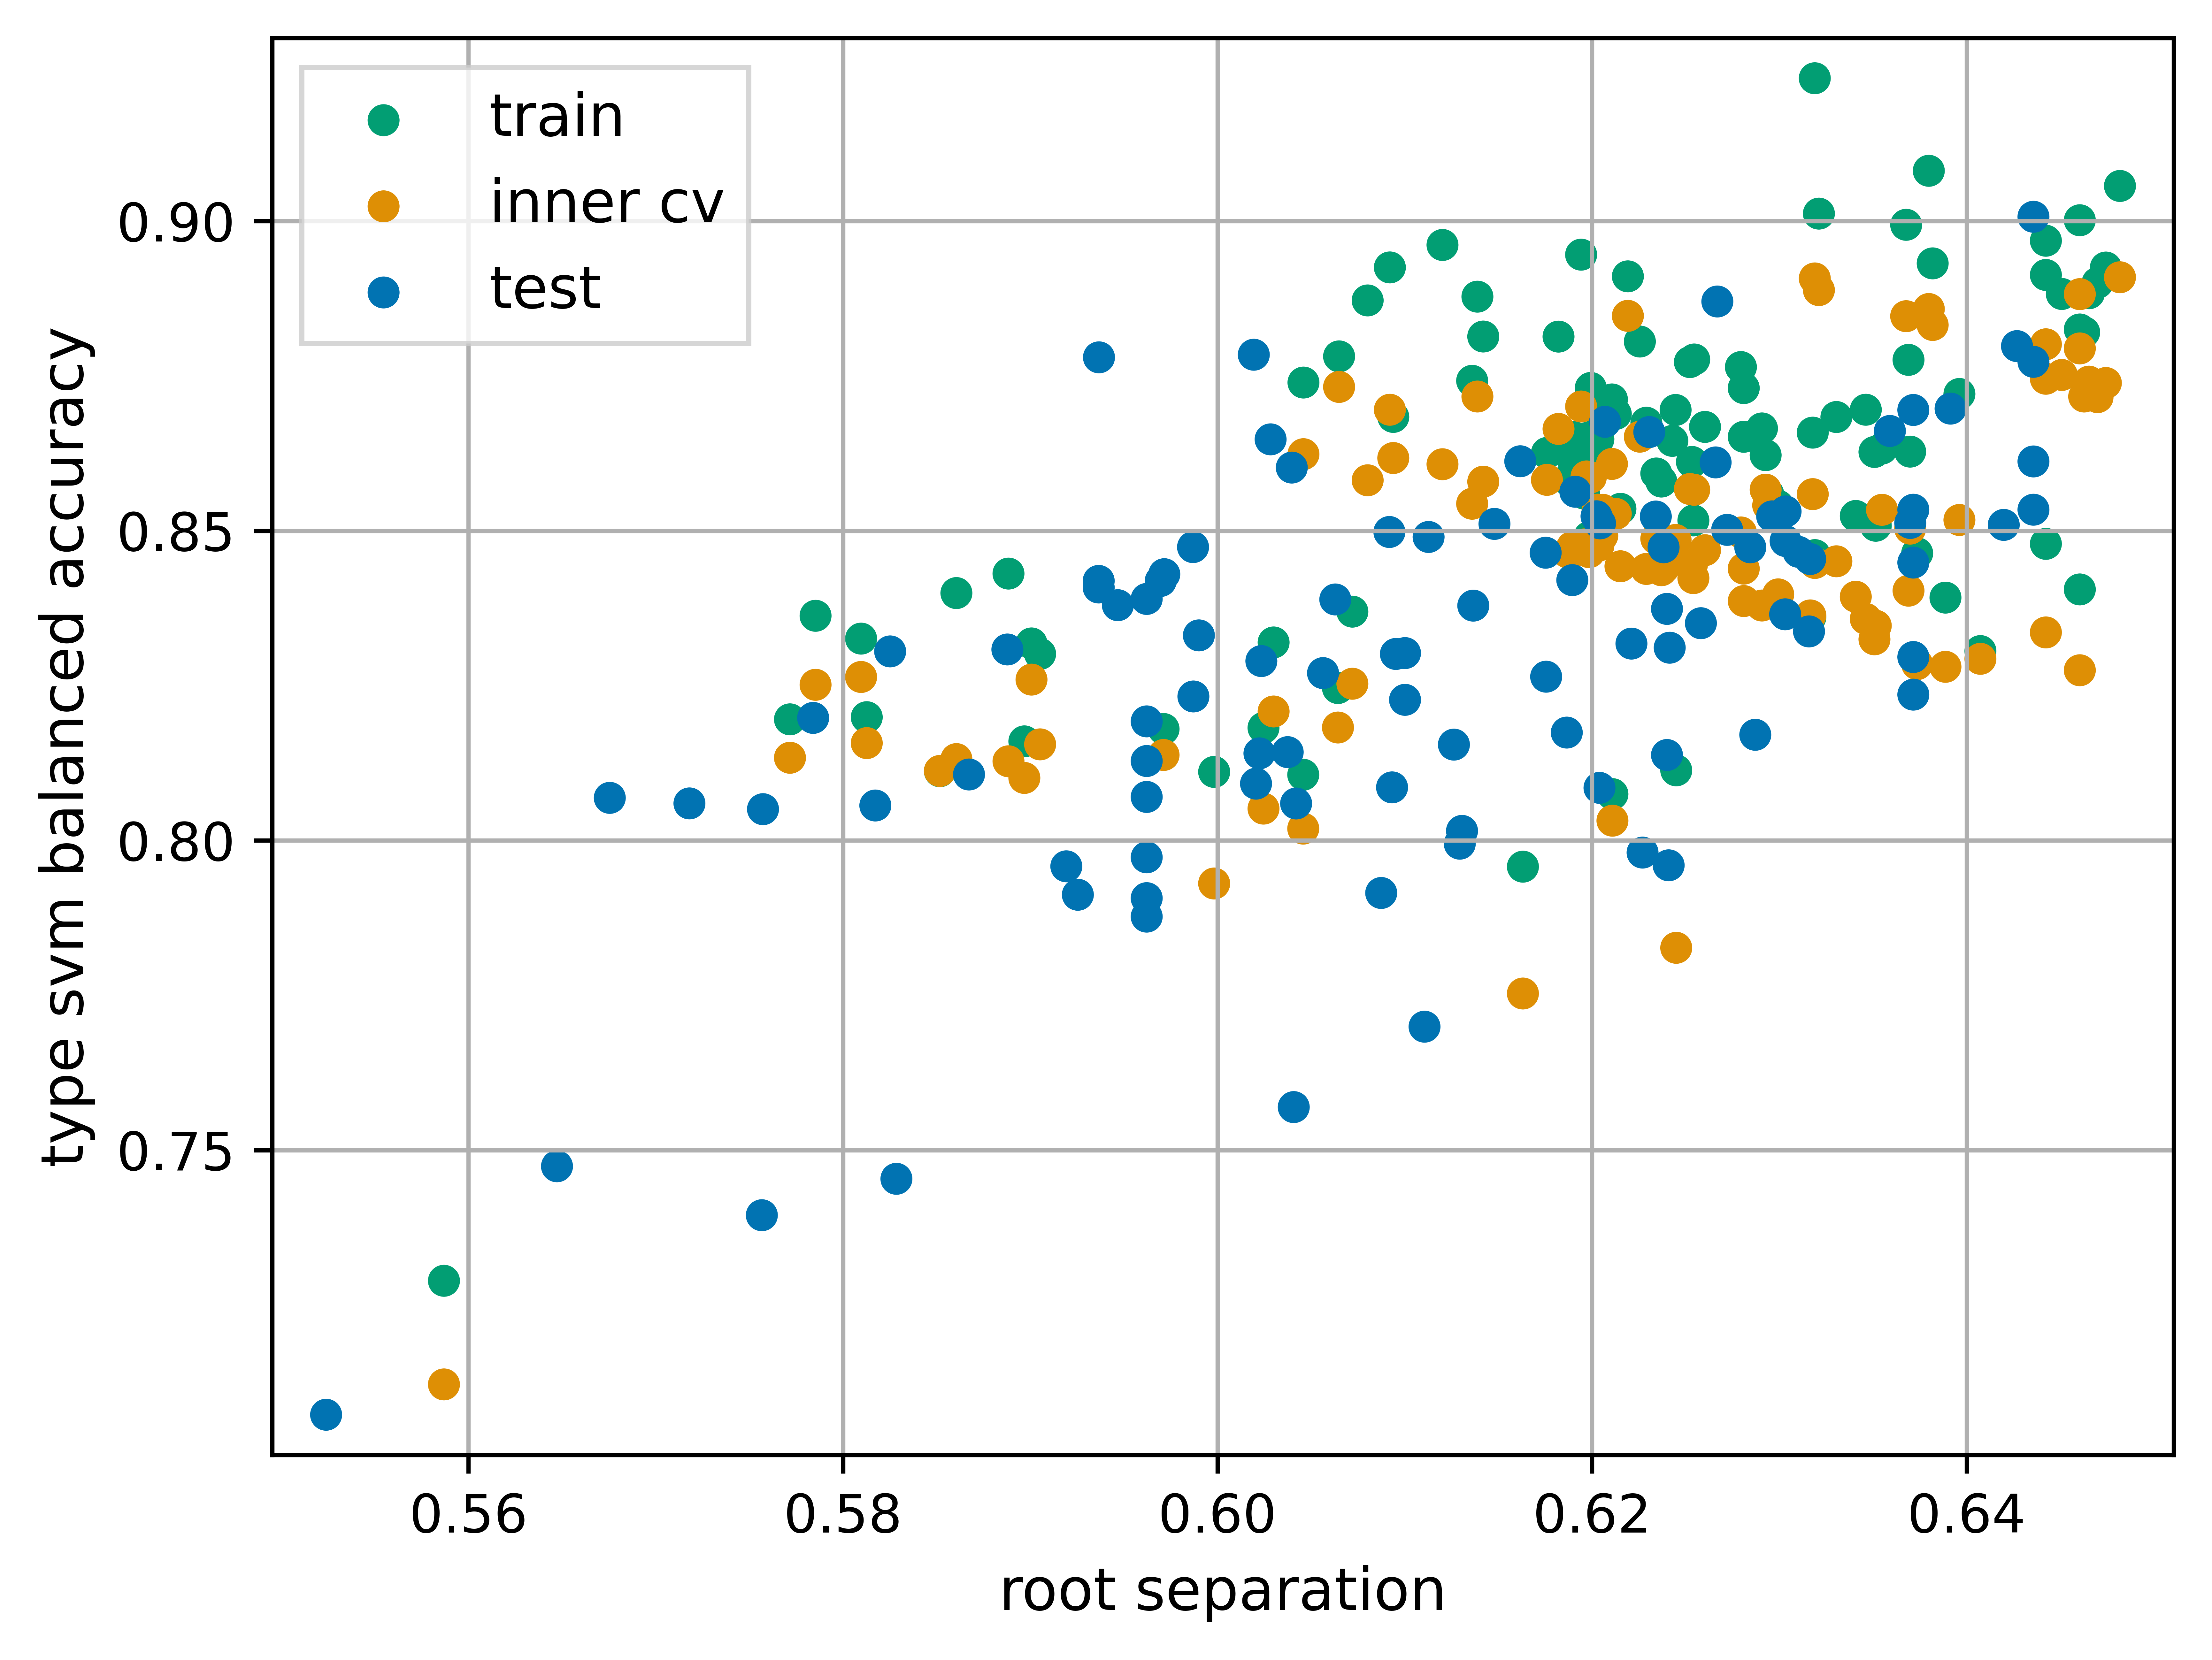 train
inner cv
test
type svm balanced accuracy
0.90
0.85
0.80
0.75
0.56 0.58 0.60 0.62 0.64
root separation